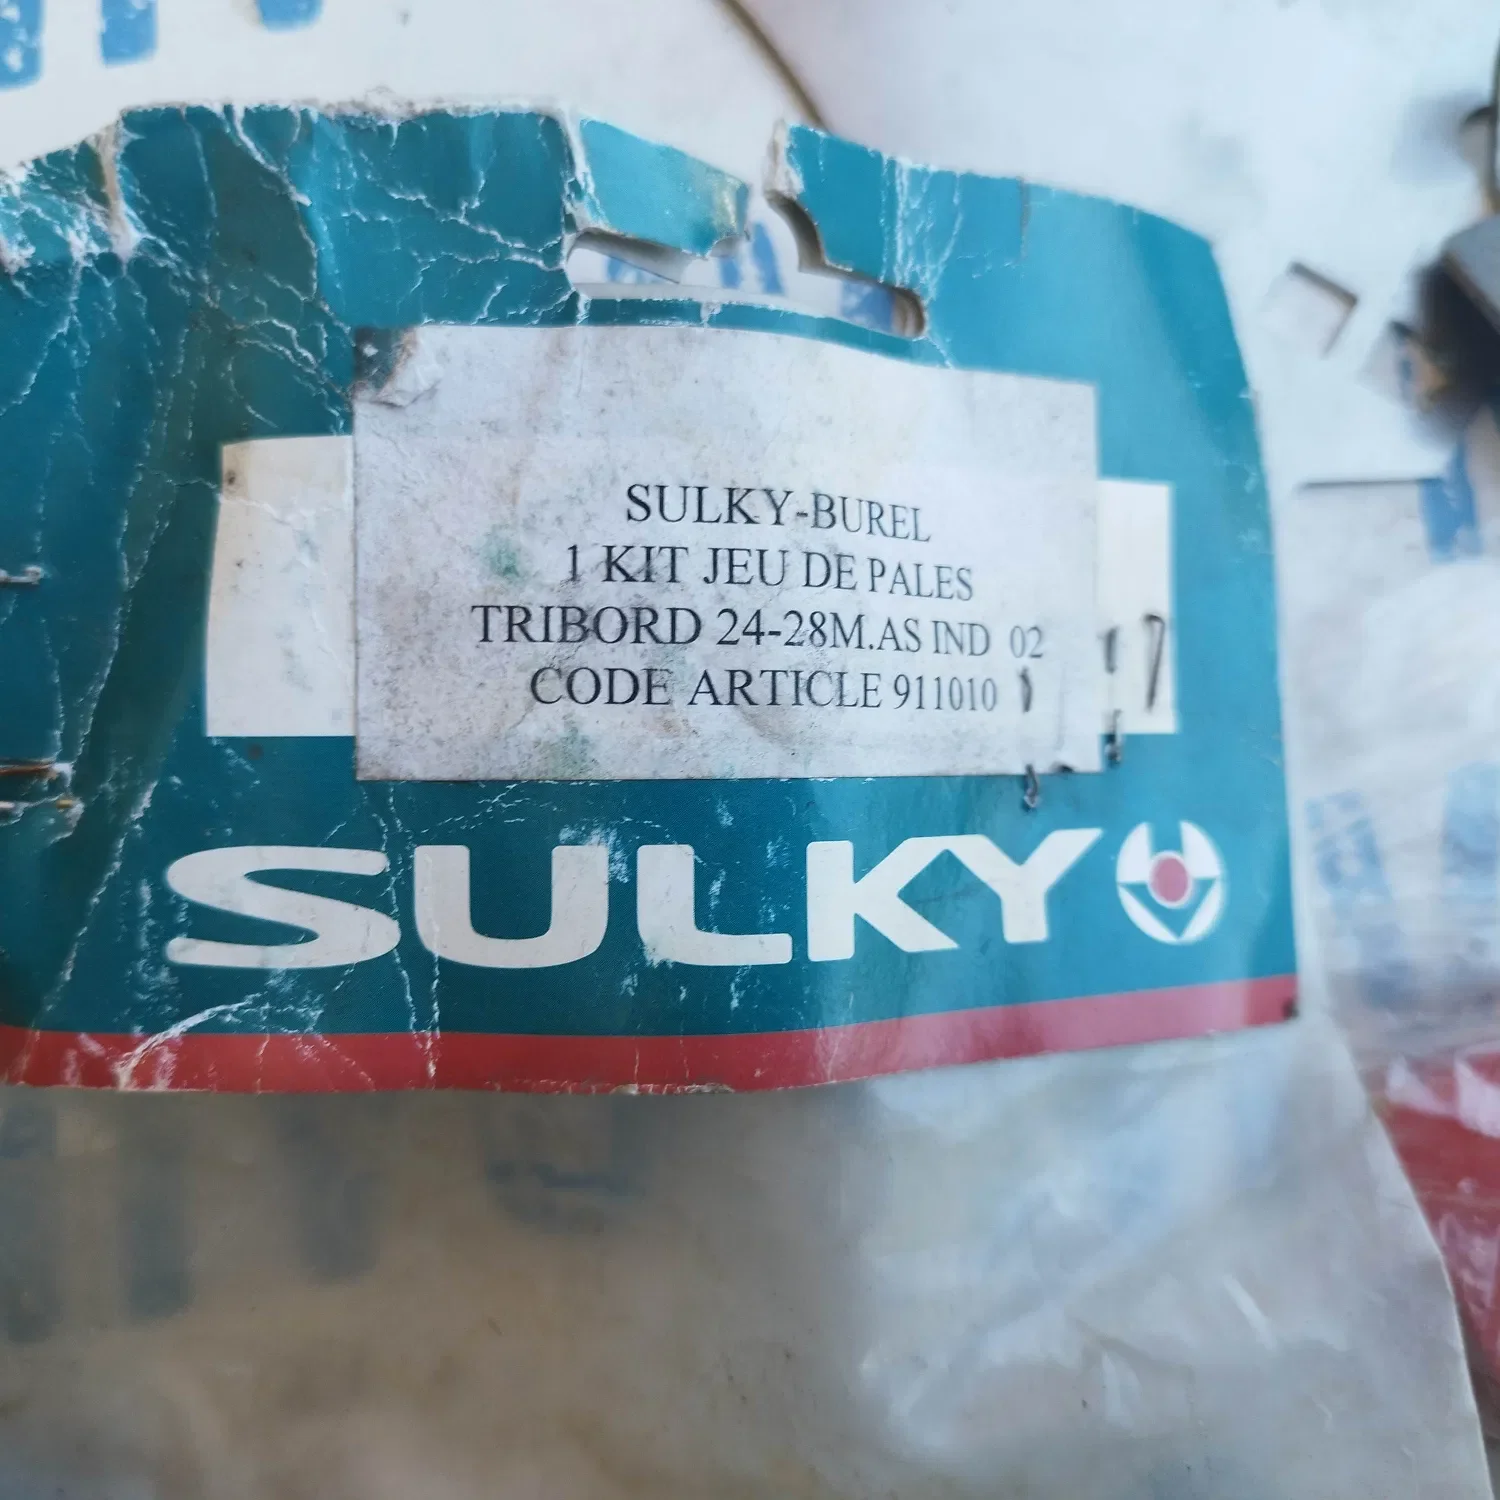 SULKY-BUREL
1 KIT JEU DE PALES
TRIBORD 24-28M.AS IND 02
CODE ARTICLE 911010
SULKY